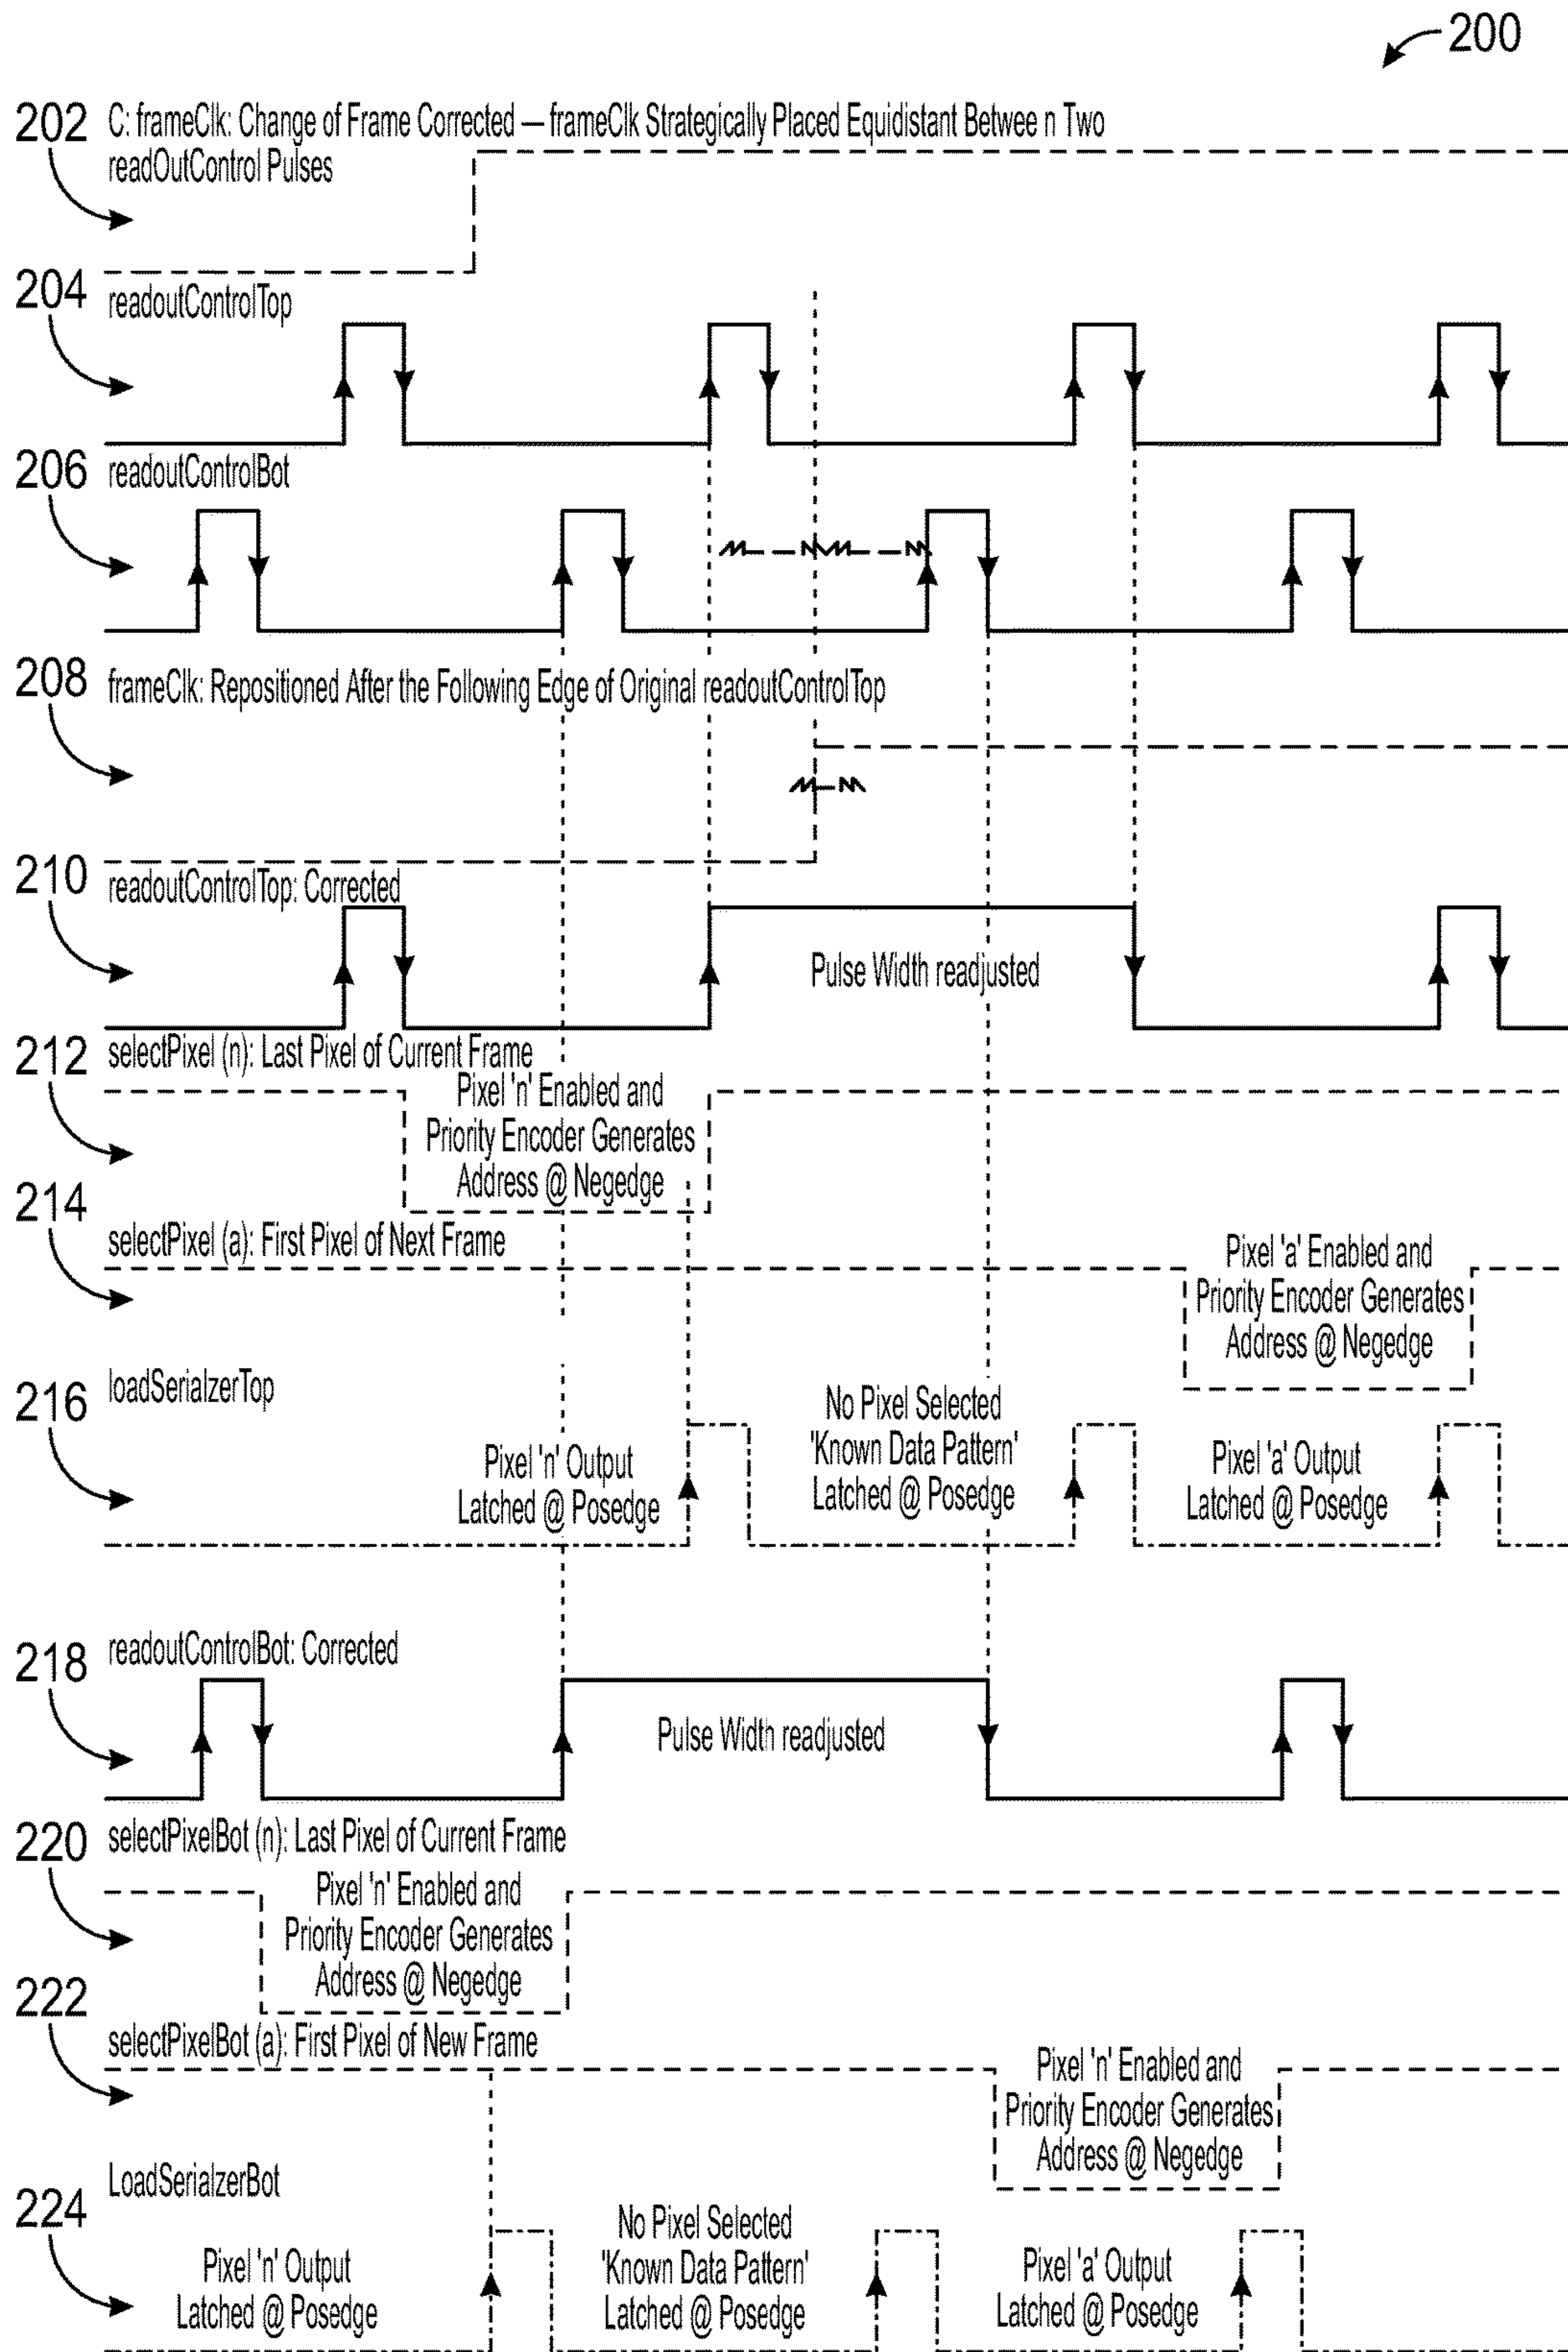 200
202 C: frameClk: Change of Frame Corrected — frameClk Strategically Placed Equidistant Betwee n Two
readOutControl Pulses
204 readoutControlTop
206 readoutControlBot
208 frameClk: Repositioned After the Following Edge of Original readoutControlTop
210 readoutControlTop: Corrected
Pulse Width readjusted
212 selectPixel (n): Last Pixel of Current Frame
Pixel 'n' Enabled and
Priority Encoder Generates
Address @ Negedge
214 selectPixel (a): First Pixel of Next Frame
Pixel 'a' Enabled and
Priority Encoder Generates
Address @ Negedge
216 loadSerialzerTop
Pixel 'n' Output
Latched @ Posedge
No Pixel Selected
'Known Data Pattern'
Latched @ Posedge
Pixel 'a' Output
Latched @ Posedge
218 readoutControlBot: Corrected
Pulse Width readjusted
220 selectPixelBot (n): Last Pixel of Current Frame
Pixel 'n' Enabled and
Priority Encoder Generates
Address @ Negedge
222 selectPixelBot (a): First Pixel of New Frame
Pixel 'n' Enabled and
Priority Encoder Generates
Address @ Negedge
224 LoadSerialzerBot
Pixel 'n' Output
Latched @ Posedge
No Pixel Selected
'Known Data Pattern'
Latched @ Posedge
Pixel 'a' Output
Latched @ Posedge